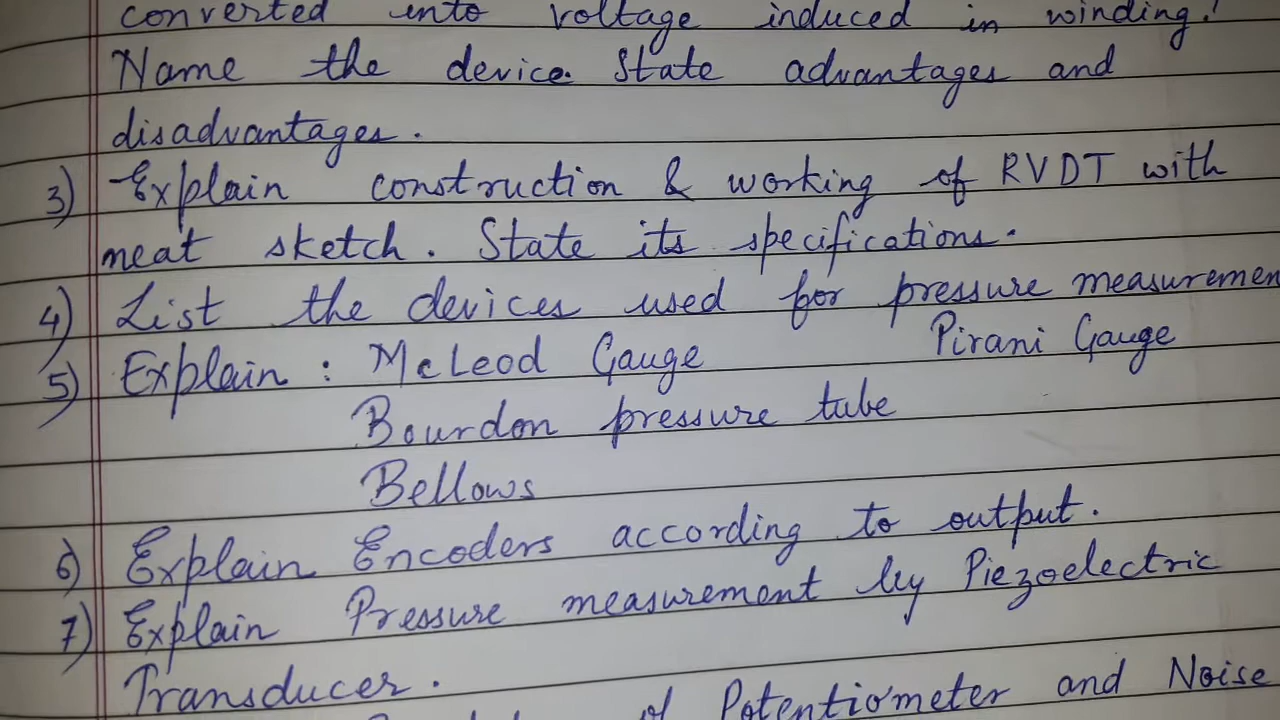 converted into voltage induced in winding.'
Name the device. State advantages and
disadvantages.
3) Explain construction & working of RVDT with
neat sketch. State its specifications.
4) List the devices used for pressure measuremen
5) Explain : McLeod Gauge Pirani Gauge
Bourdon pressure tube
Bellows
6) Explain Encoders according to output.
7) Explain Pressure measurement by Piezoelectric
Transducer.
of Potentiometer and Noise